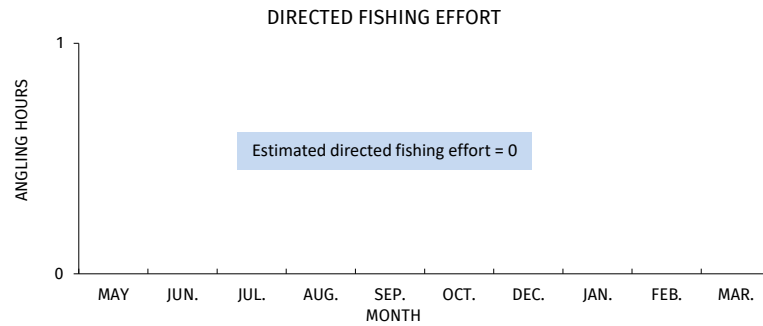 DIRECTED FISHING EFFORT
1
ANGLING HOURS
Estimated directed fishing effort = 0
0
MAY JUN. JUL. AUG. SEP. OCT. DEC. JAN. FEB. MAR.
MONTH